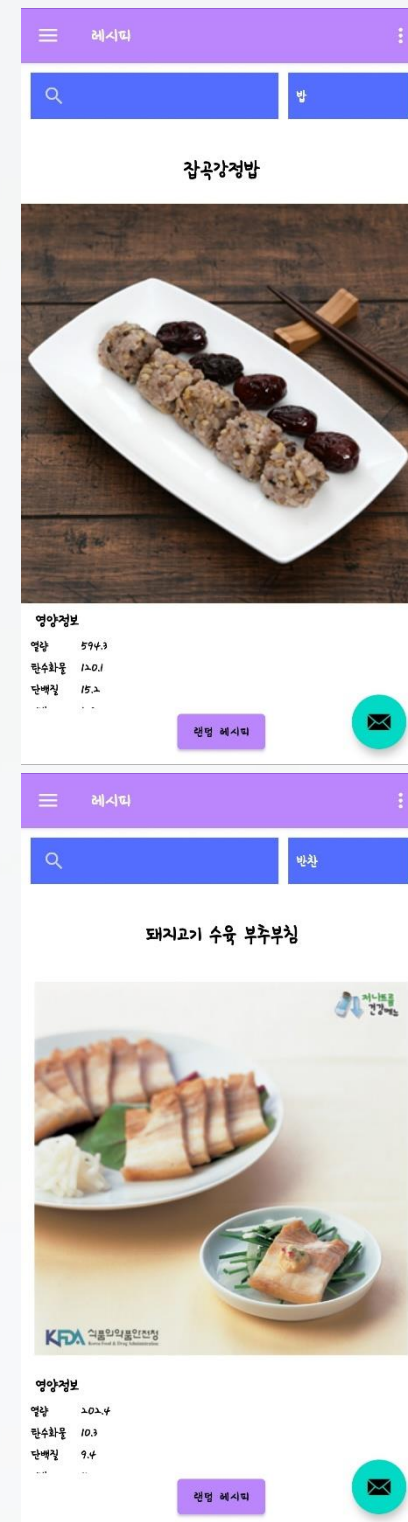 레시피
밥
잡곡강정밥
영양정보
열량 594.3
탄수화물 120.1
단백질 15.2
랜덤 레시피
레시피
반찬
돼지고기 수육 부추무침
저나트륨
건강메뉴
KFDA 식품의약품안전청
Korea Food & Drug Administration
영양정보
열량 202.4
탄수화물 10.3
단백질 9.4
랜덤 레시피